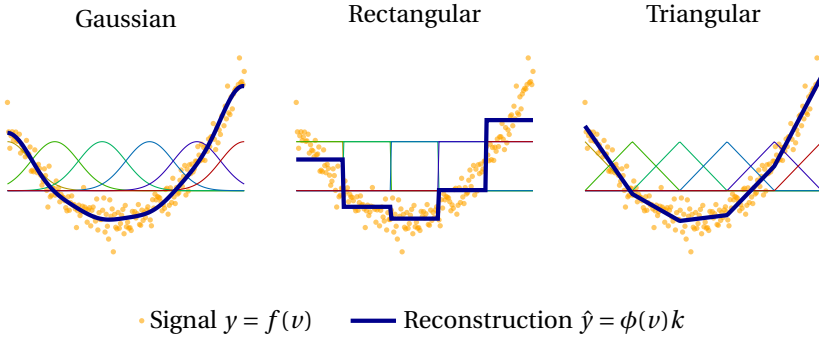 Gaussian Rectangular Triangular
Signal y = f(v) Reconstruction ŷ = ϕ(v)k